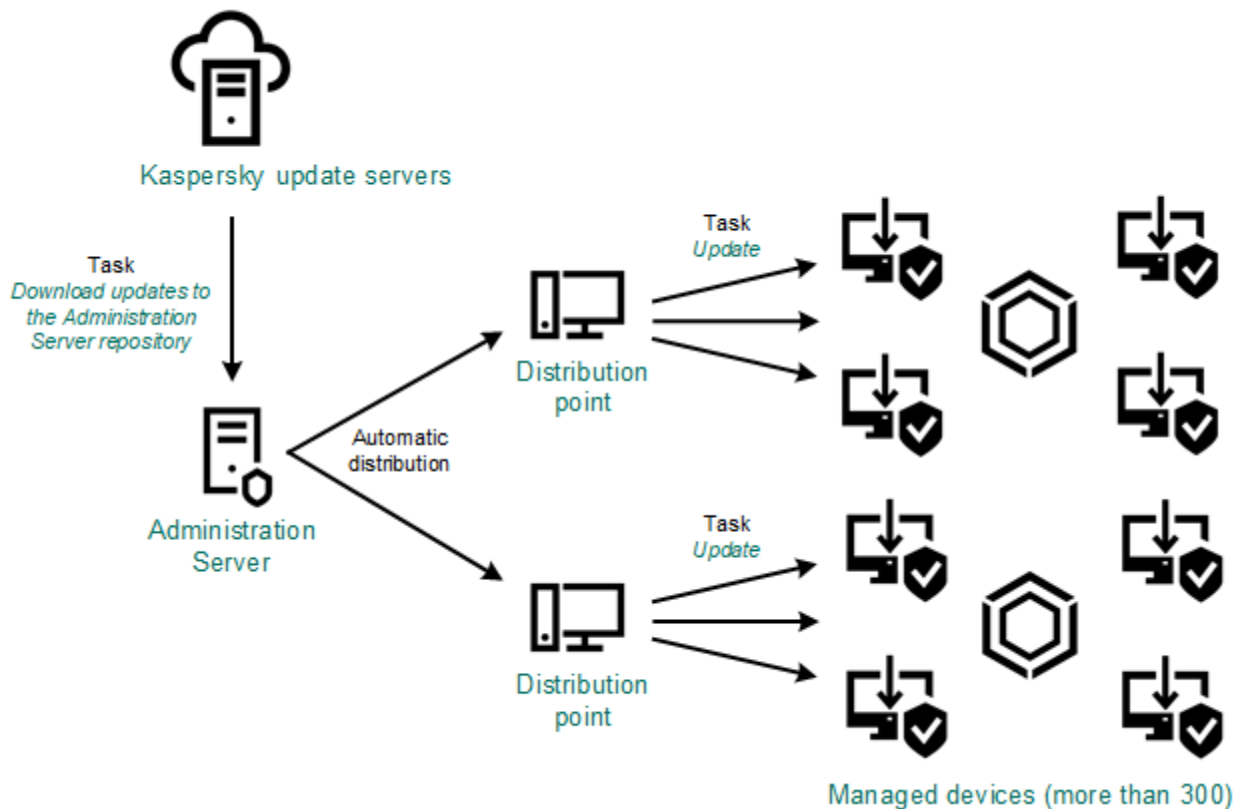 Kaspersky update servers
Task
Download updates to
the Administration
Server repository
Administration
Server
Automatic
distribution
Distribution
point
Task
Update
Distribution
point
Task
Update
Managed devices (more than 300)